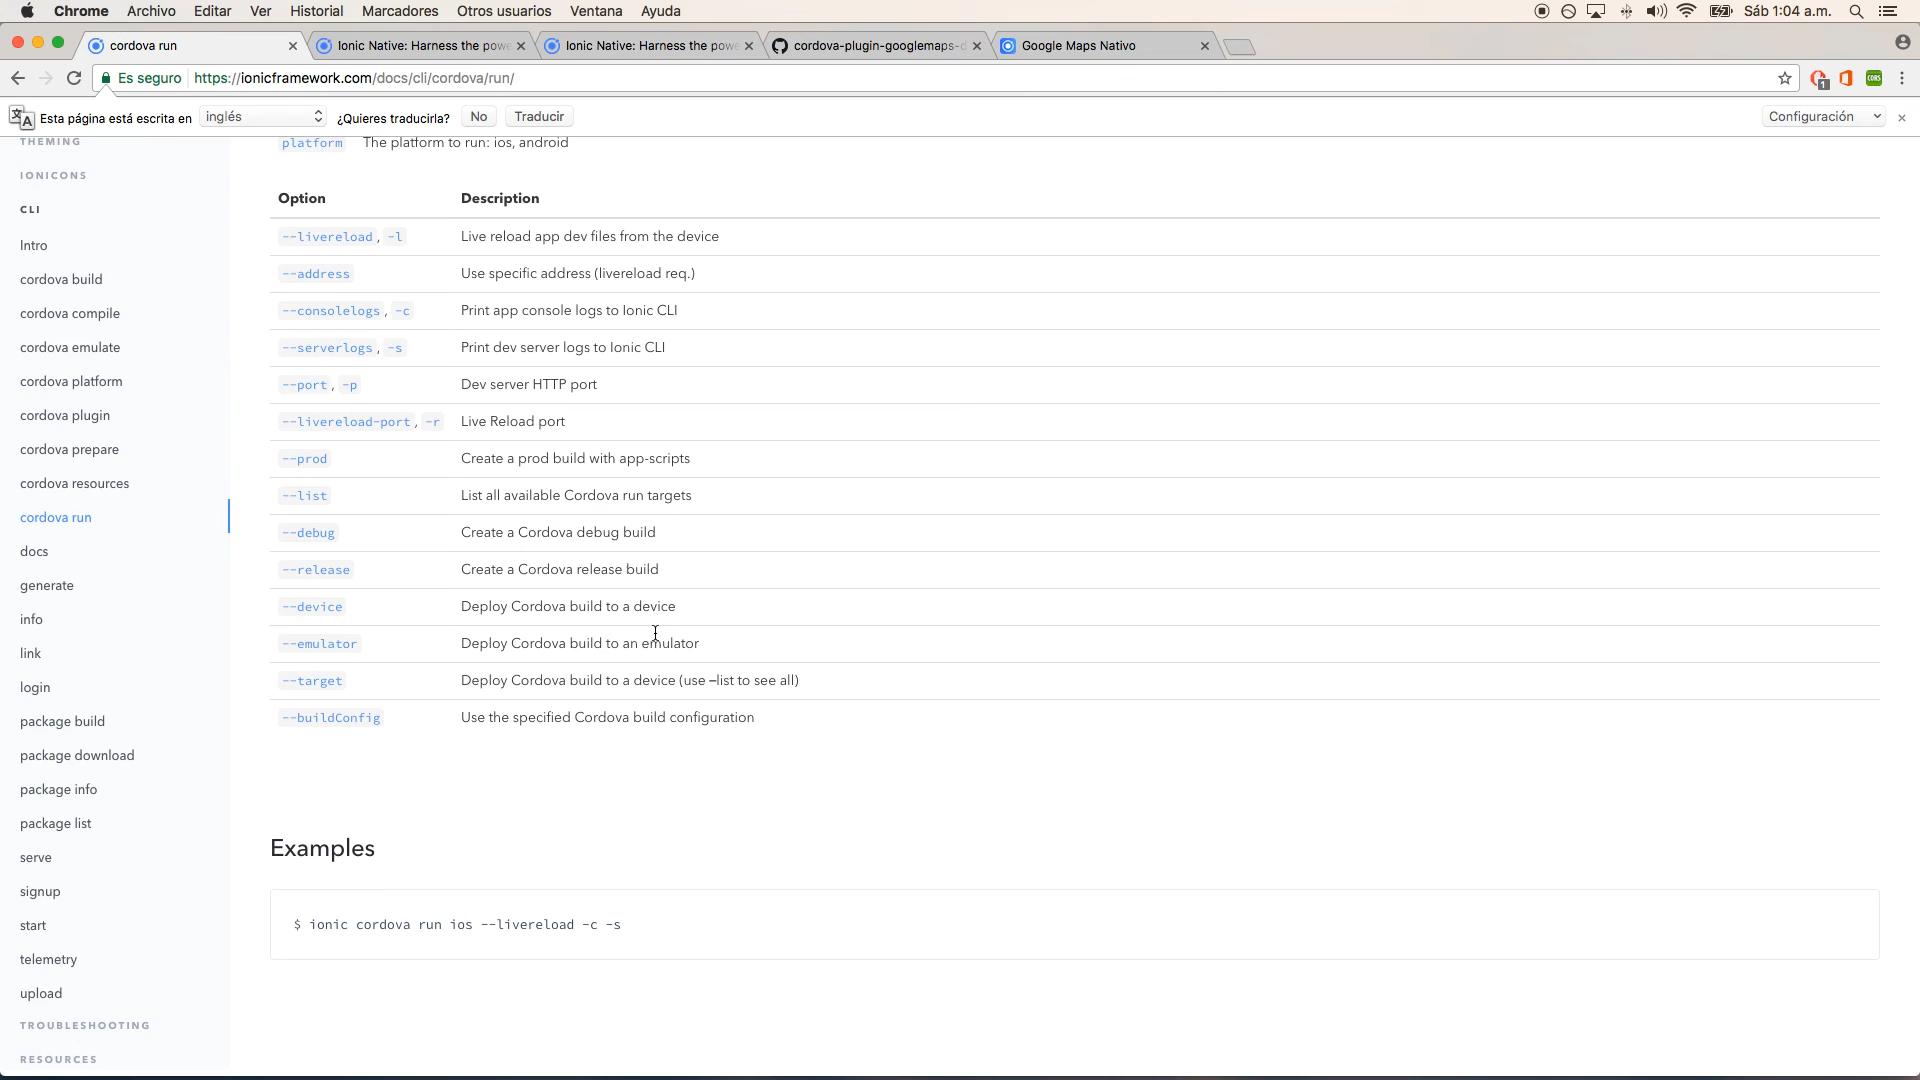 Chrome Archivo Editar Ver Historial Marcadores Otros usuarios Ventana Ayuda Sáb 1:04 a.m.
cordova run Ionic Native: Harness the powe Ionic Native: Harness the powe cordova-plugin-googlemaps-d Google Maps Nativo
Es seguro https://ionicframework.com/docs/cli/cordova/run/ 1 CORS
Esta página está escrita en inglés ¿Quieres traducirla? No Traducir Configuración
THEMING
IONICONS
CLI
Intro
cordova build
cordova compile
cordova emulate
cordova platform
cordova plugin
cordova prepare
cordova resources
cordova run
docs
generate
info
link
login
package build
package download
package info
package list
serve
signup
start
telemetry
upload
TROUBLESHOOTING
RESOURCES
platform The platform to run: ios, android
Option Description
--livereload, -l Live reload app dev files from the device
--address Use specific address (livereload req.)
--consolelogs, -c Print app console logs to Ionic CLI
--serverlogs, -s Print dev server logs to Ionic CLI
--port, -p Dev server HTTP port
--livereload-port, -r Live Reload port
--prod Create a prod build with app-scripts
--list List all available Cordova run targets
--debug Create a Cordova debug build
--release Create a Cordova release build
--device Deploy Cordova build to a device
--emulator Deploy Cordova build to an emulator
--target Deploy Cordova build to a device (use –list to see all)
--buildConfig Use the specified Cordova build configuration
Examples
$ ionic cordova run ios --livereload -c -s